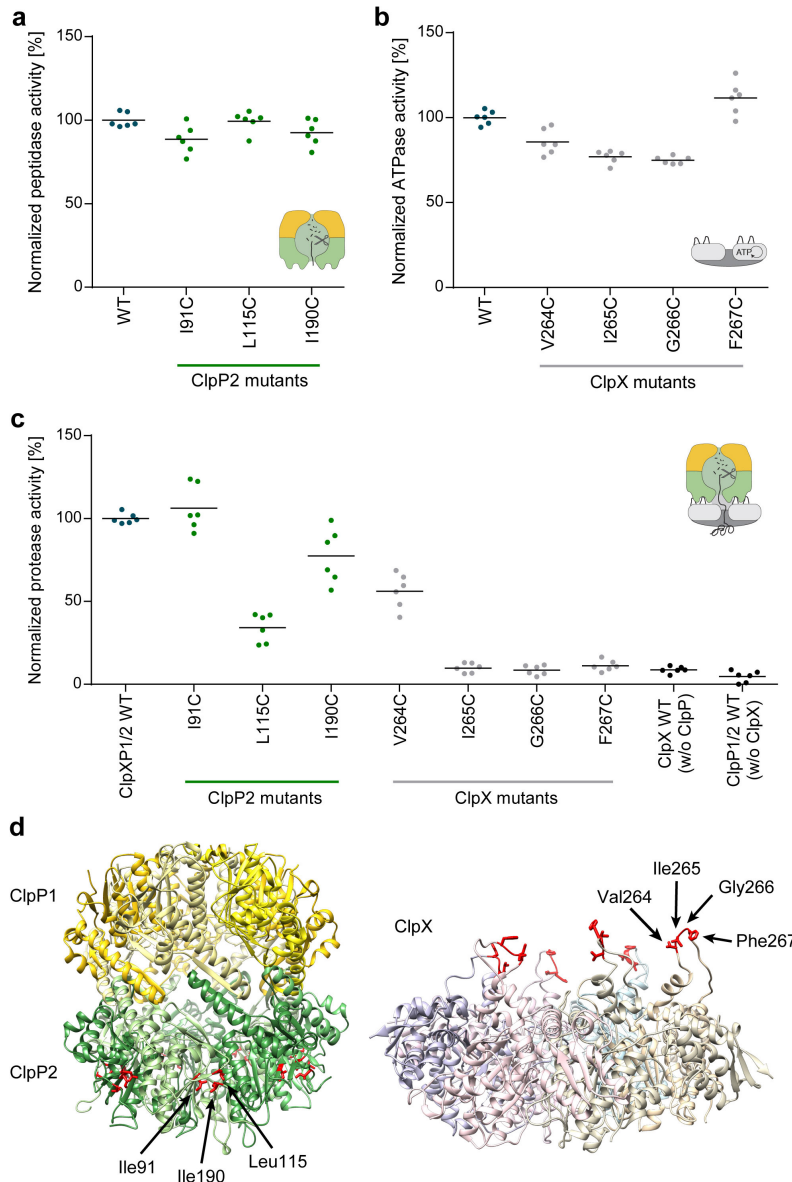 a
Normalized peptidase activity [%]
150
100
50
0
WT
I91C
L115C
I190C
ClpP2 mutants
b
Normalized ATPase activity [%]
150
100
50
0
ATP
WT
V264C
I265C
G266C
F267C
ClpX mutants
c
Normalized protease activity [%]
150
100
50
0
ClpXP1/2 WT
I91C
L115C
I190C
V264C
I265C
G266C
F267C
ClpX WT
(w/o ClpP)
ClpP1/2 WT
(w/o ClpX)
ClpP2 mutants
ClpX mutants
d
ClpP1
ClpP2
Ile91
Ile190
Leu115
ClpX
Val264
Ile265
Gly266
Phe267